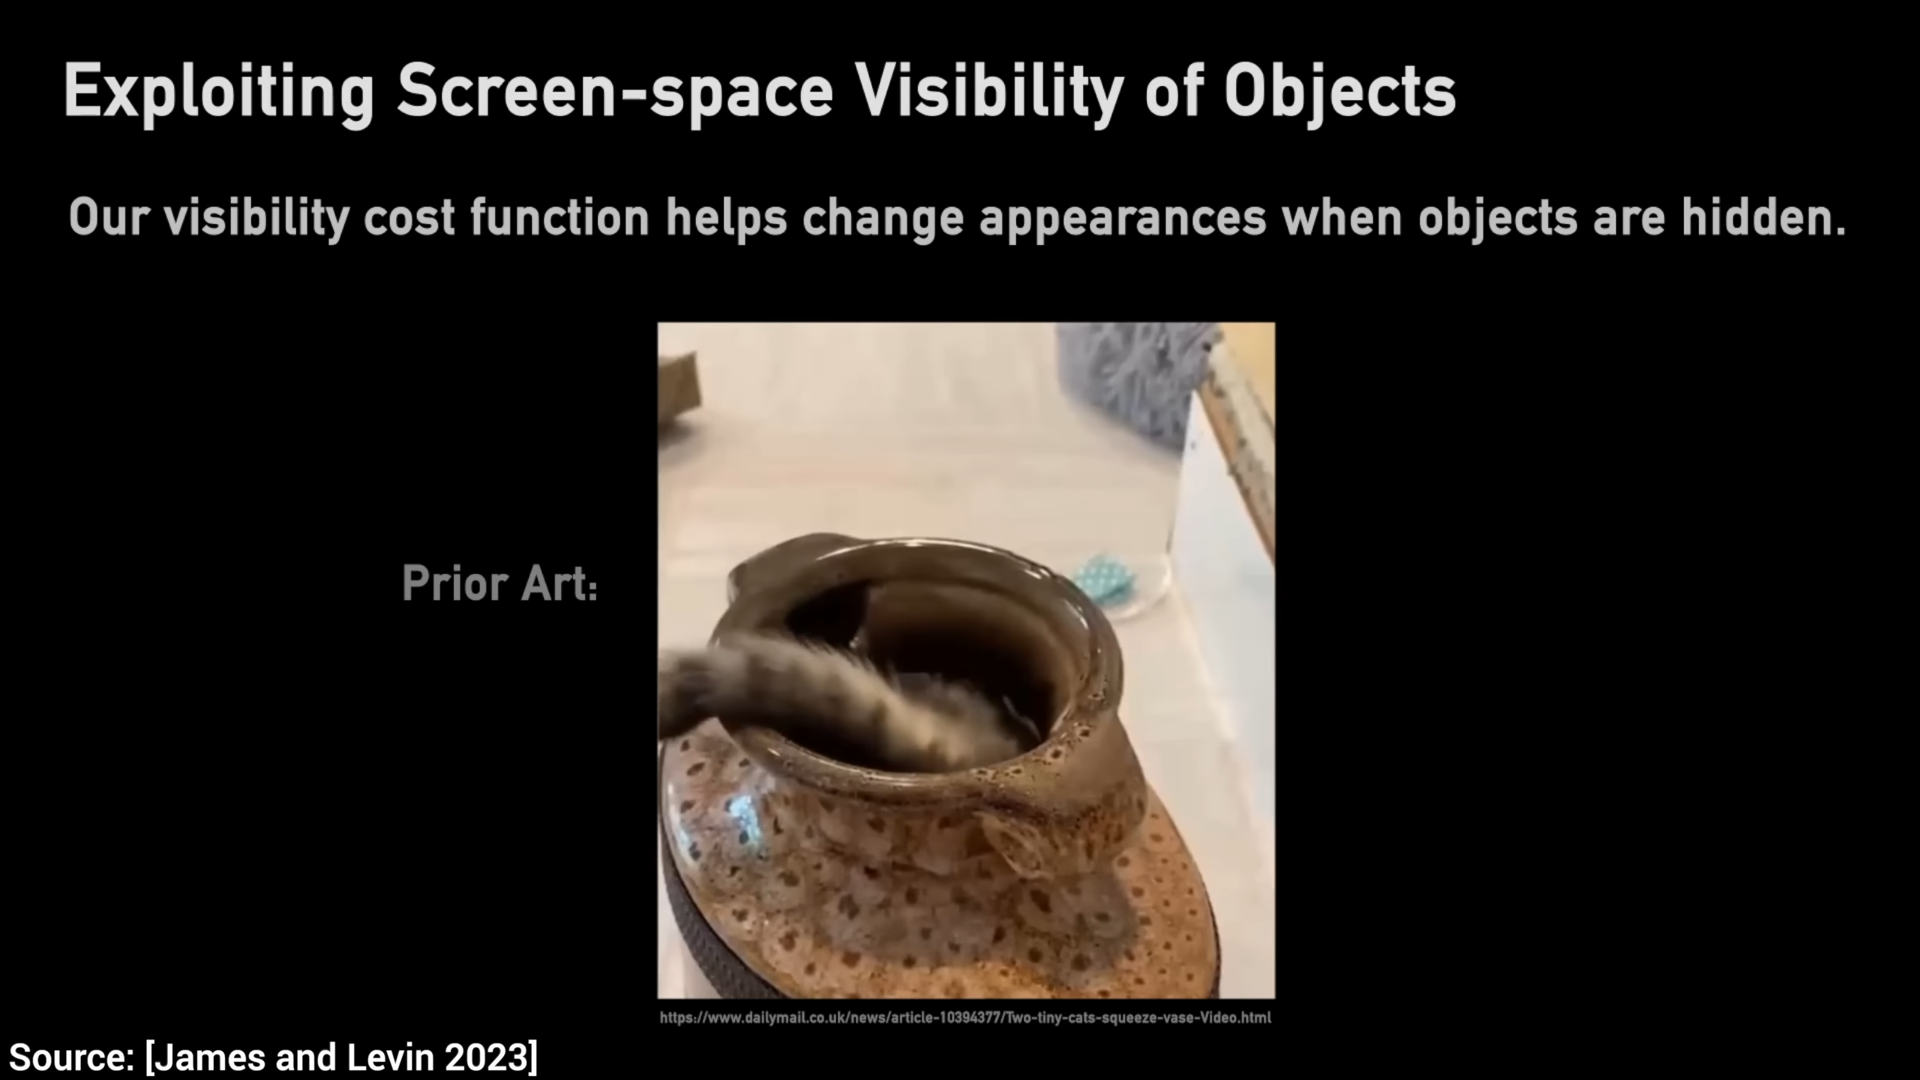 Exploiting Screen-space Visibility of Objects
Our visibility cost function helps change appearances when objects are hidden.
Prior Art:
https://www.dailymail.co.uk/news/article-10394377/Two-tiny-cats-squeeze-vase-Video.html
Source: [James and Levin 2023]